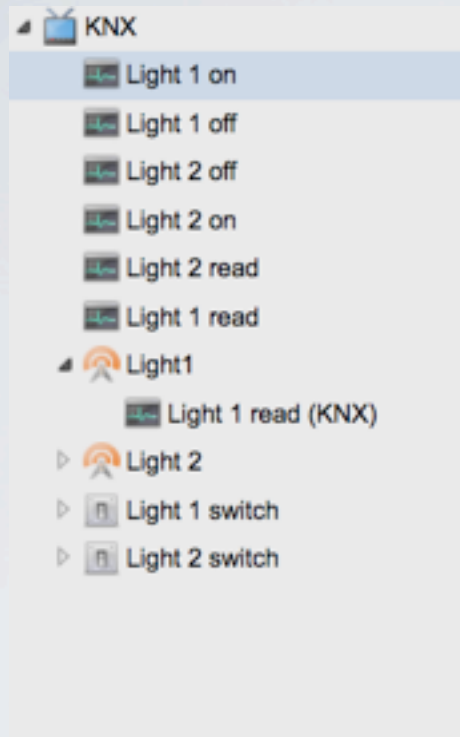 KNX
Light 1 on
Light 1 off
Light 2 off
Light 2 on
Light 2 read
Light 1 read
Light1
Light 1 read (KNX)
Light 2
Light 1 switch
Light 2 switch